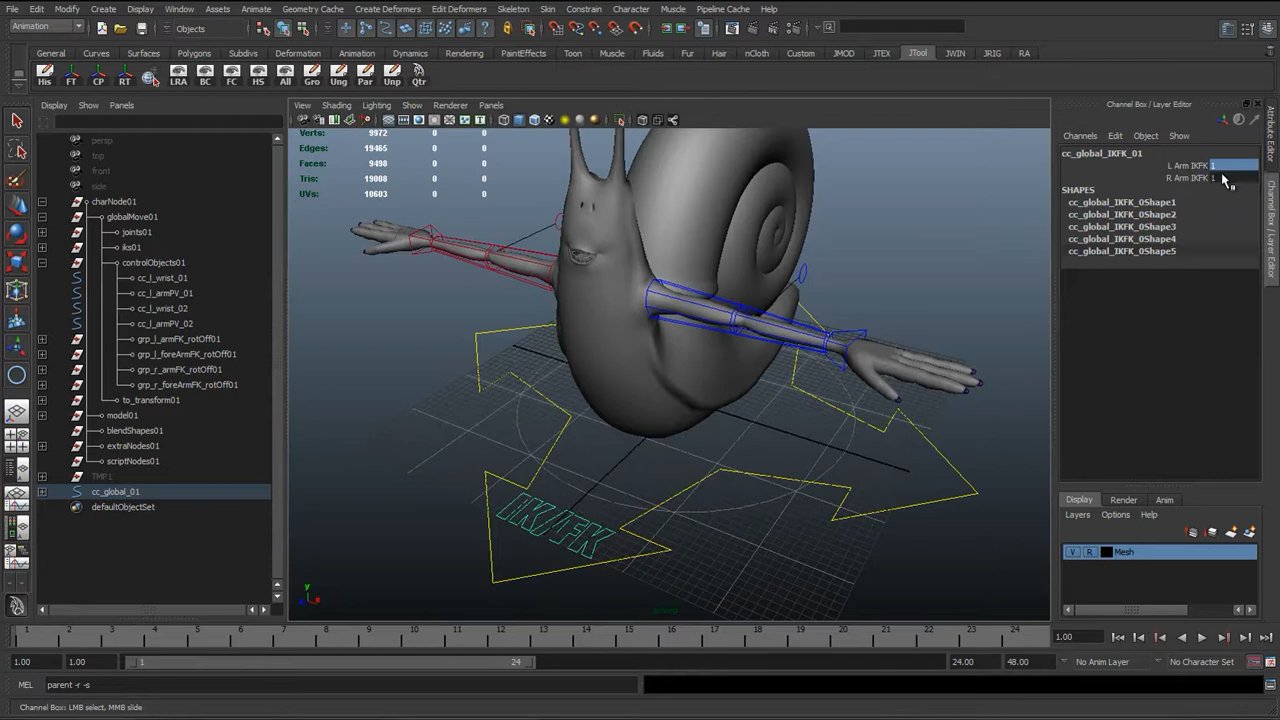 File Edit Modify Create Display Window Assets Animate Geometry Cache Create Deformers Edit Deformers Skeleton Skin Constrain Character Muscle Pipeline Cache Help
Animation Objects
General Curves Surfaces Polygons Subdivs Deformation Animation Dynamics Rendering PaintEffects Toon Muscle Fluids Fur Hair nCloth Custom JMOD JTEX JTool JWIN JRIG RA
His FT CP RT LRA BC FC HS All Gro Ung Par Unp Qtr
Display Show Panels
View Shading Lighting Show Renderer Panels
Channel Box / Layer Editor
Channels Edit Object Show
persp
top
front
side
charNode01
globalMove01
joints01
iks01
controlObjects01
cc_l_wrist_01
cc_l_armPV_01
cc_l_wrist_02
cc_l_armPV_02
grp_l_armFK_rotOff01
grp_l_foreArmFK_rotOff01
grp_r_armFK_rotOff01
grp_r_foreArmFK_rotOff01
to_transform01
model01
blendShapes01
extraNodes01
scriptNodes01
TMP1
cc_global_01
defaultObjectSet
Verts: 9972 0 0
Edges: 19465 0 0
Faces: 9498 0 0
Tris: 19008 0 0
UVs: 10603 0 0
IK/FK
y
x
persp
cc_global_IKFK_01
L Arm IKFK 1
R Arm IKFK 1
SHAPES
cc_global_IKFK_0Shape1
cc_global_IKFK_0Shape2
cc_global_IKFK_0Shape3
cc_global_IKFK_0Shape4
cc_global_IKFK_0Shape5
Attribute Editor
Channel Box / Layer Editor
Display Render Anim
Layers Options Help
V R Mesh
1 2 3 4 5 6 7 8 9 10 11 12 13 14 15 16 17 18 19 20 21 22 23 24
1.00
1.00 1.00 1 24 24.00 48.00 No Anim Layer No Character Set
MEL parent -r -s
Channel Box: LMB select, MMB slide